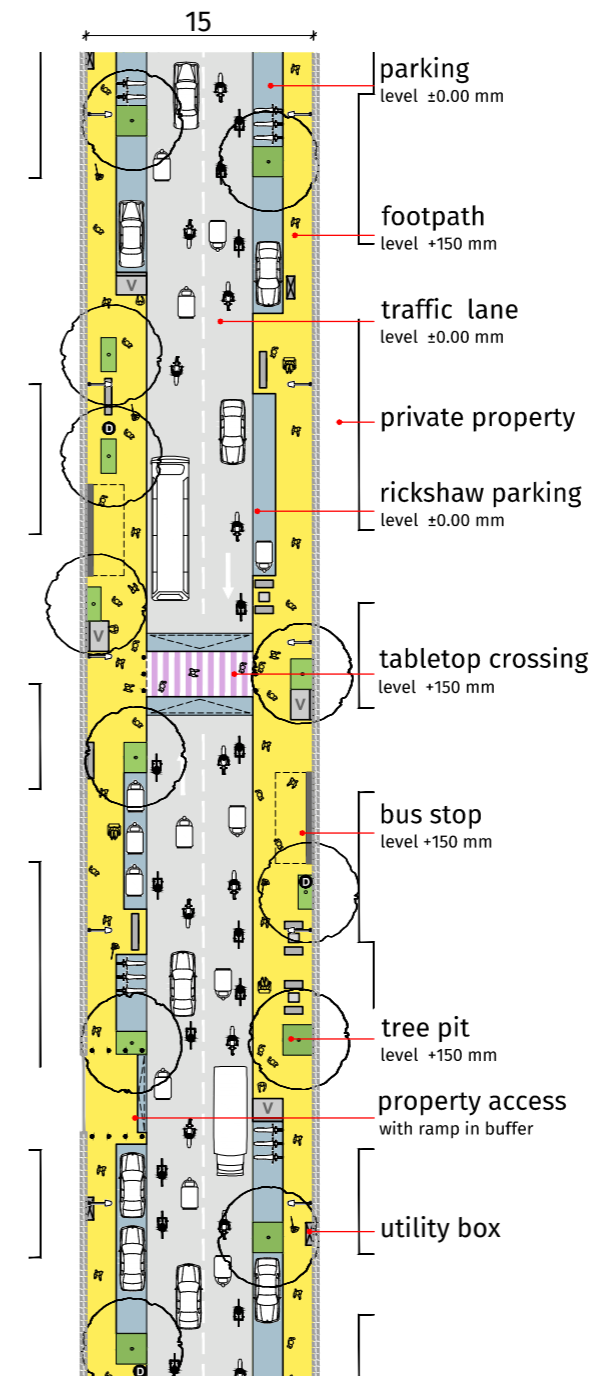 15
parking
level ±0.00 mm
footpath
level +150 mm
V
traffic lane
level ±0.00 mm
private property
D
rickshaw parking
level ±0.00 mm
V
tabletop crossing
level +150 mm
V
bus stop
level +150 mm
D
tree pit
level +150 mm
property access
with ramp in buffer
V
utility box
D